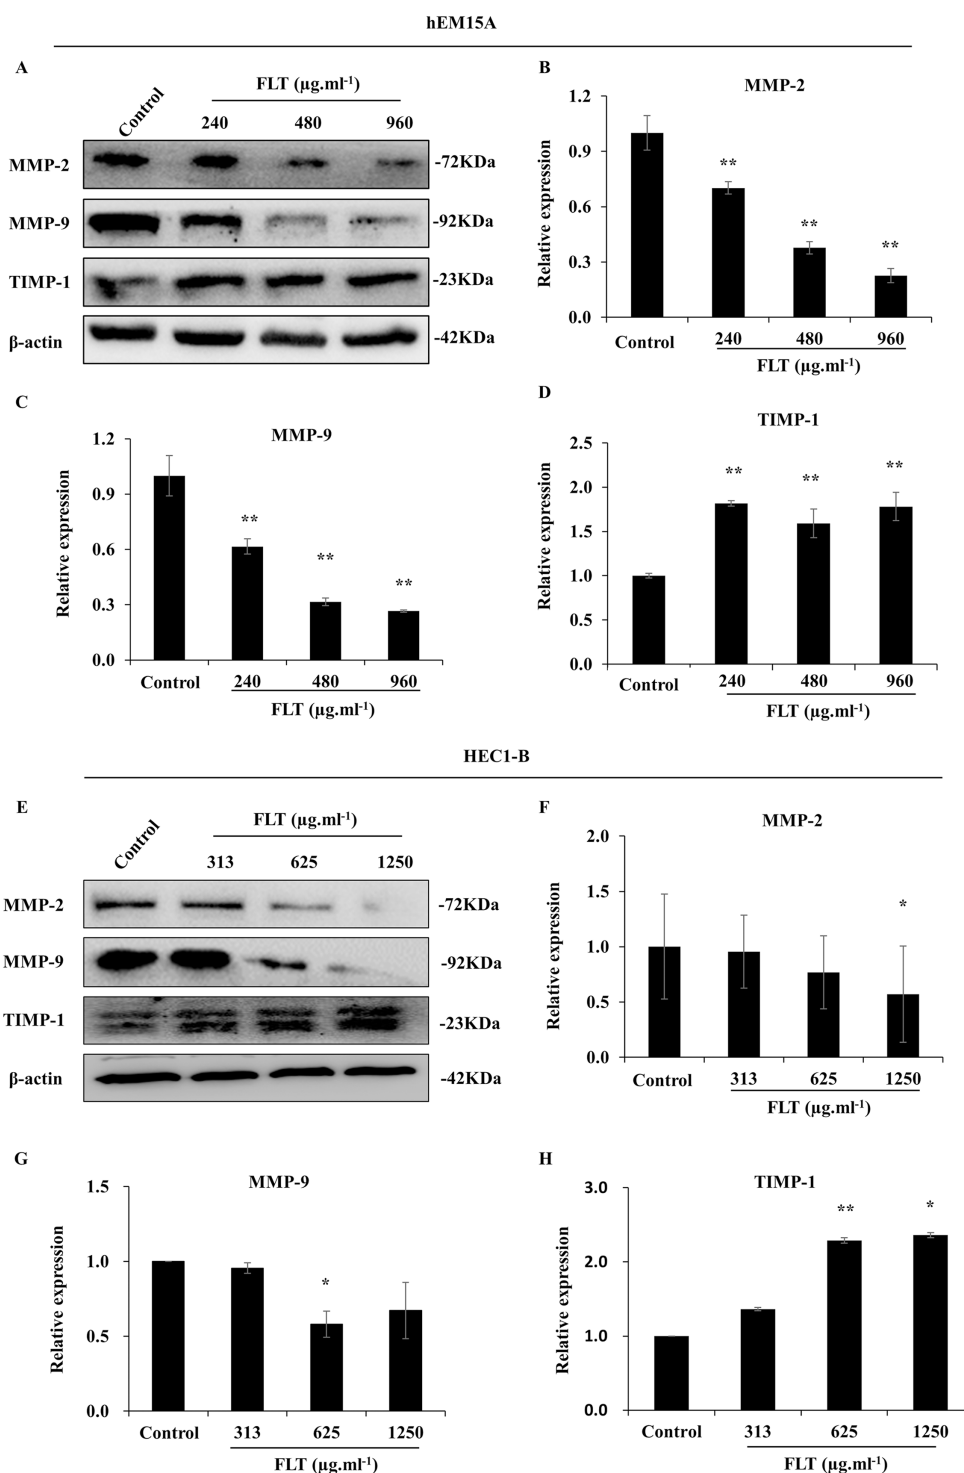 hEM15A
A
FLT (µg.ml-1)
Control 240 480 960
MMP-2 -72KDa
MMP-9 -92KDa
TIMP-1 -23KDa
β-actin -42KDa
B
MMP-2
Relative expression
1.2
0.9
0.6
0.3
0.0
** ** **
Control 240 480 960
FLT (µg.ml-1)
C
MMP-9
Relative expression
1.2
0.9
0.6
0.3
0.0
** ** **
Control 240 480 960
FLT (µg.ml-1)
D
TIMP-1
Relative expression
2.5
2.0
1.5
1.0
0.5
0.0
** ** **
Control 240 480 960
FLT (µg.ml-1)
HEC1-B
E
FLT (µg.ml-1)
Control 313 625 1250
MMP-2 -72KDa
MMP-9 -92KDa
TIMP-1 -23KDa
β-actin -42KDa
F
MMP-2
Relative expression
2.0
1.5
1.0
0.5
0.0
*
Control 313 625 1250
FLT (µg.ml-1)
G
MMP-9
Relative expression
1.5
1.0
0.5
0.0
*
Control 313 625 1250
FLT (µg.ml-1)
H
TIMP-1
Relative expression
3.0
2.0
1.0
0.0
** *
Control 313 625 1250
FLT (µg.ml-1)